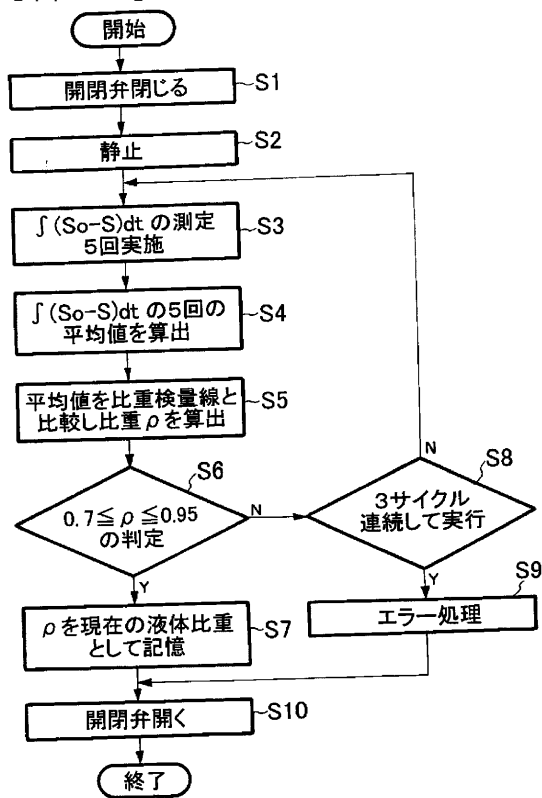 開始
開閉弁閉じる
S1
静止
S2
∫(So-S)dt の測定
5回実施
S3
∫(So-S)dt の5回の
平均値を算出
S4
平均値を比重検量線と
比較し比重ρを算出
S5
S6
0.7≦ρ≦0.95
の判定
N
Y
S8
3サイクル
連続して実行
N
Y
ρを現在の液体比重
として記憶
S7
S9
エラー処理
開閉弁開く
S10
終了